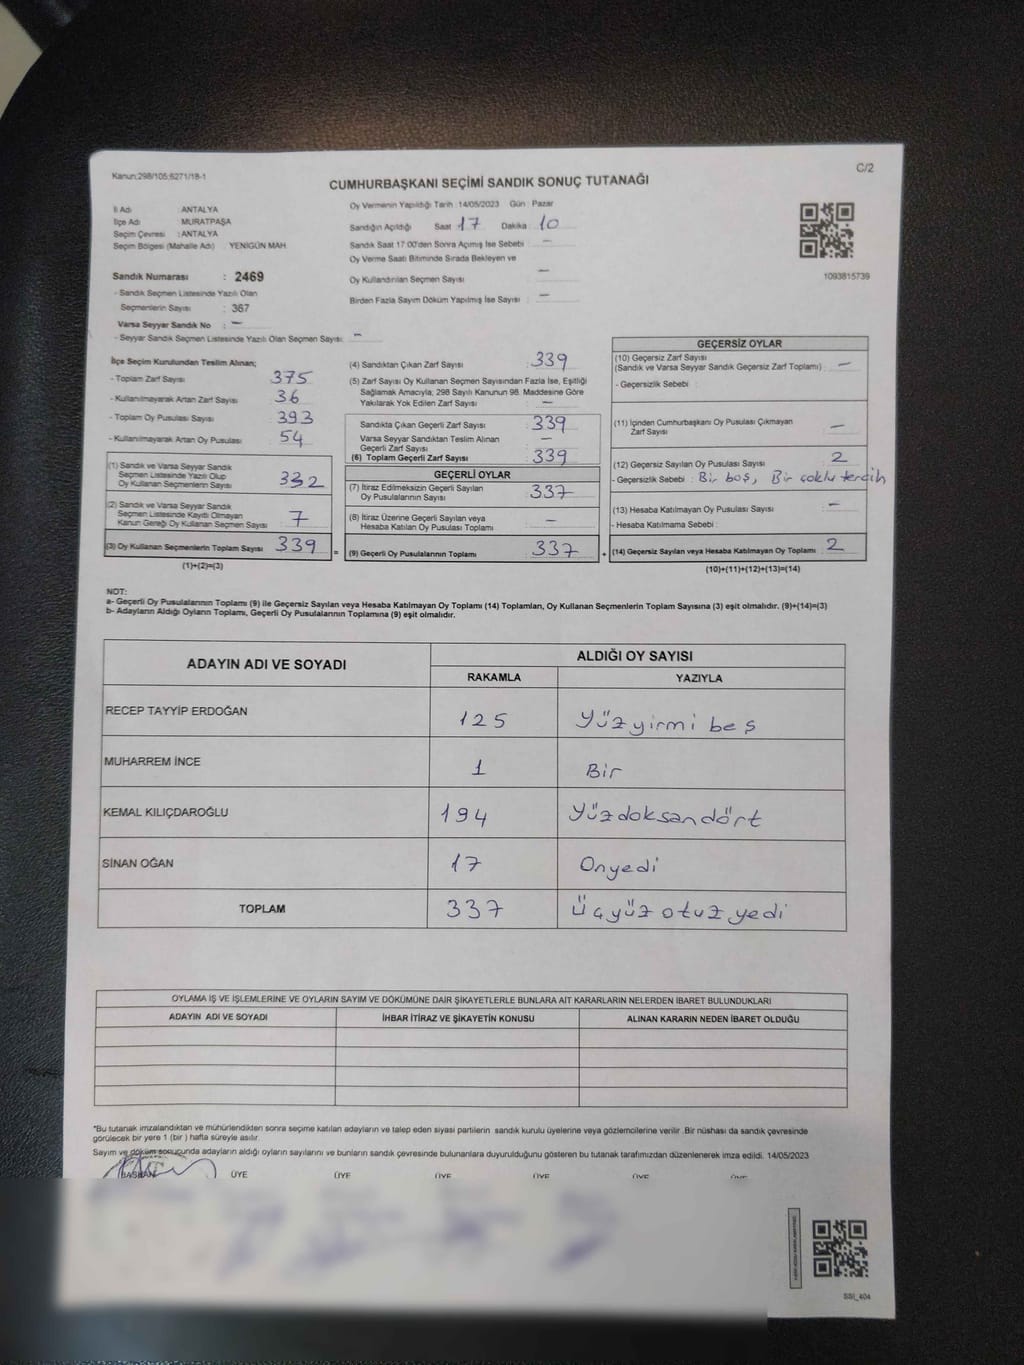 Kanun:298/105;6271/18-1
C/2
CUMHURBAŞKANI SEÇİMİ SANDIK SONUÇ TUTANAĞI
İl Adı : ANTALYA
İlçe Adı : MURATPAŞA
Seçim Çevresi : ANTALYA
Seçim Bölgesi (Mahalle Adı) : YENİGÜN MAH.
Sandık Numarası : 2469
- Sandık Seçmen Listesinde Yazılı Olan
Seçmenlerin Sayısı : 367
Varsa Seyyar Sandık No : —
- Seyyar Sandık Seçmen Listesinde Yazılı Olan Seçmen Sayısı: —
Oy Vermenin Yapıldığı Tarih :14/05/2023 Gün : Pazar
Sandığın Açıldığı Saat 17 Dakika 10
Sandık Saat 17:00'den Sonra Açılmış İse Sebebi : —
Oy Verme Saati Bitiminde Sırada Bekleyen ve
Oy Kullandırılan Seçmen Sayısı : —
Birden Fazla Sayım Döküm Yapılmış İse Sayısı : —
1093815739
İlçe Seçim Kurulundan Teslim Alınan;
- Toplam Zarf Sayısı : 375
- Kullanılmayarak Artan Zarf Sayısı : 36
- Toplam Oy Pusulası Sayısı : 393
- Kullanılmayarak Artan Oy Pusulası : 54
(1) Sandık ve Varsa Seyyar Sandık
Seçmen Listesinde Yazılı Olup
Oy Kullanan Seçmenlerin Sayısı : 332
(2) Sandık ve Varsa Seyyar Sandık
Seçmen Listesinde Kayıtlı Olmayan
Kanun Gereği Oy Kullanan Seçmen Sayısı : 7
(3) Oy Kullanan Seçmenlerin Toplam Sayısı : 339 =
(1)+(2)=(3)
(4) Sandıktan Çıkan Zarf Sayısı : 339
(5) Zarf Sayısı Oy Kullanan Seçmen Sayısından Fazla İse, Eşitliği
Sağlamak Amacıyla; 298 Sayılı Kanunun 98. Maddesine Göre
Yakılarak Yok Edilen Zarf Sayısı : —
Sandıkta Çıkan Geçerli Zarf Sayısı : 339
Varsa Seyyar Sandıktan Teslim Alınan
Geçerli Zarf Sayısı : —
(6) Toplam Geçerli Zarf Sayısı : 339
GEÇERLİ OYLAR
(7) İtiraz Edilmeksizin Geçerli Sayılan
Oy Pusulalarının Sayısı : 337
(8) İtiraz Üzerine Geçerli Sayılan veya
Hesaba Katılan Oy Pusulası Toplamı : —
(9) Geçerli Oy Pusulalarının Toplamı : 337 +
GEÇERSİZ OYLAR
(10) Geçersiz Zarf Sayısı
(Sandık ve Varsa Seyyar Sandık Geçersiz Zarf Toplamı) : —
- Geçersizlik Sebebi :
(11) İçinden Cumhurbaşkanı Oy Pusulası Çıkmayan
Zarf Sayısı : —
(12) Geçersiz Sayılan Oy Pusulası Sayısı : 2
- Geçersizlik Sebebi : Bir boş, Bir çoklu tercih
(13) Hesaba Katılmayan Oy Pusulası Sayısı : —
- Hesaba Katılmama Sebebi :
(14) Geçersiz Sayılan veya Hesaba Katılmayan Oy Toplamı : 2
(10)+(11)+(12)+(13)=(14)
NOT:
a- Geçerli Oy Pusulalarının Toplamı (9) ile Geçersiz Sayılan veya Hesaba Katılmayan Oy Toplamı (14) Toplamları, Oy Kullanan Seçmenlerin Toplam Sayısına (3) eşit olmalıdır. (9)+(14)=(3)
b- Adayların Aldığı Oyların Toplamı, Geçerli Oy Pusulalarının Toplamına (9) eşit olmalıdır.
ADAYIN ADI VE SOYADI ALDIĞI OY SAYISI
RAKAMLA YAZIYLA
RECEP TAYYİP ERDOĞAN 125 Yüzyirmi beş
MUHARREM İNCE 1 Bir
KEMAL KILIÇDAROĞLU 194 Yüzdoksandört
SİNAN OĞAN 17 Onyedi
TOPLAM 337 Üçyüz otuz yedi
OYLAMA İŞ VE İŞLEMLERİNE VE OYLARIN SAYIM VE DÖKÜMÜNE DAİR ŞİKAYETLERLE BUNLARA AİT KARARLARIN NELERDEN İBARET BULUNDUKLARI
ADAYIN ADI VE SOYADI İHBAR İTİRAZ VE ŞİKAYETİN KONUSU ALINAN KARARIN NEDEN İBARET OLDUĞU
*Bu tutanak imzalandıktan ve mühürlendikten sonra seçime katılan adayların ve talep eden siyasi partilerin sandık kurulu üyelerine veya gözlemcilerine verilir. Bir nüshası da sandık çevresinde
görülecek bir yere 1 (bir) hafta süreyle asılır.
Sayım ve döküm sonucunda adayların aldığı oyların sayılarını ve bunların sandık çevresinde bulunanlara duyurulduğunu gösteren bu tutanak tarafımızdan düzenlenerek imza edildi. 14/05/2023
BAŞKAN ÜYE ÜYE ÜYE ÜYE ÜYE ÜYE
SSI_404